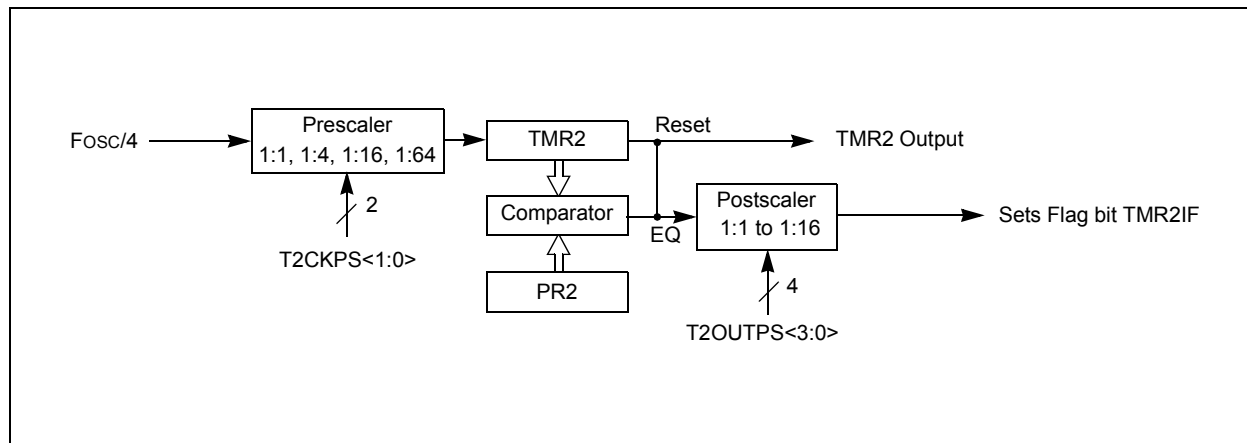 Fosc/4
Prescaler
1:1, 1:4, 1:16, 1:64
2
T2CKPS<1:0>
TMR2
Reset
TMR2 Output
Comparator
EQ
PR2
Postscaler
1:1 to 1:16
4
T2OUTPS<3:0>
Sets Flag bit TMR2IF